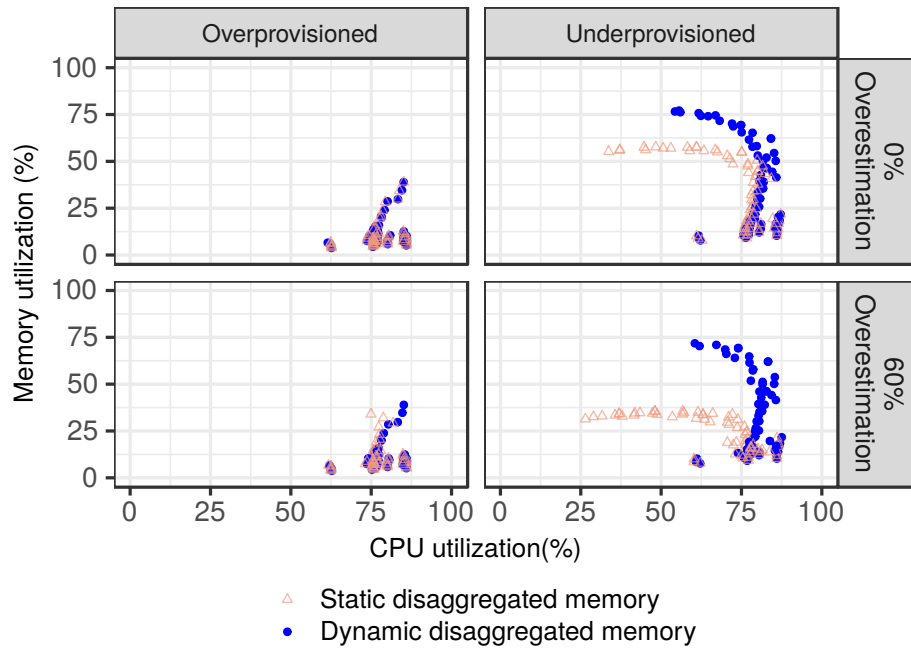 Overprovisioned
Underprovisioned
Memory utilization (%)
100
75
50
25
0
0%
Overestimation
100
75
50
25
0
60%
Overestimation
0 25 50 75 100
0 25 50 75 100
CPU utilization(%)
Static disaggregated memory
Dynamic disaggregated memory